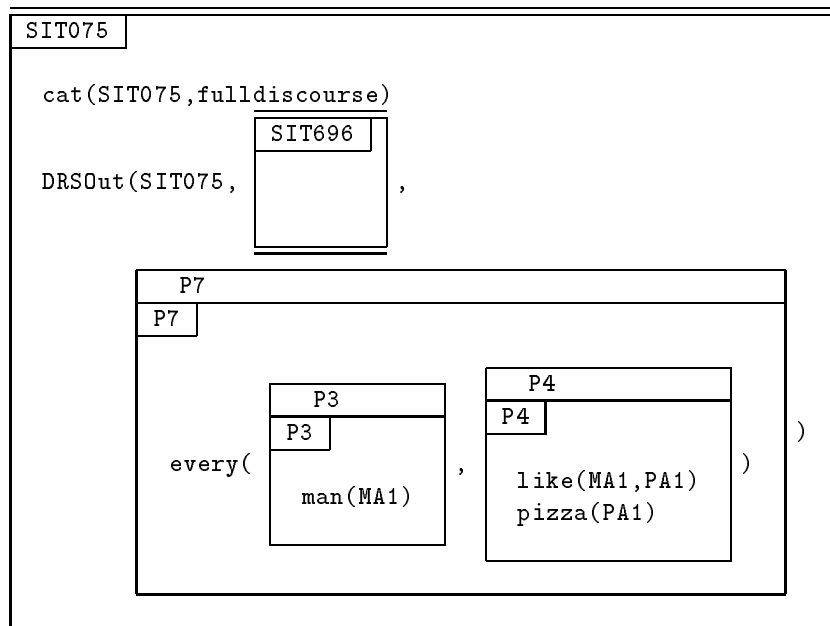 SIT075
cat(SIT075,fulldiscourse)
SIT696
DRSOut(SIT075, ,
P7
P7
P3 P4
P3 P4
every( , ) )
like(MA1,PA1)
man(MA1)
pizza(PA1)